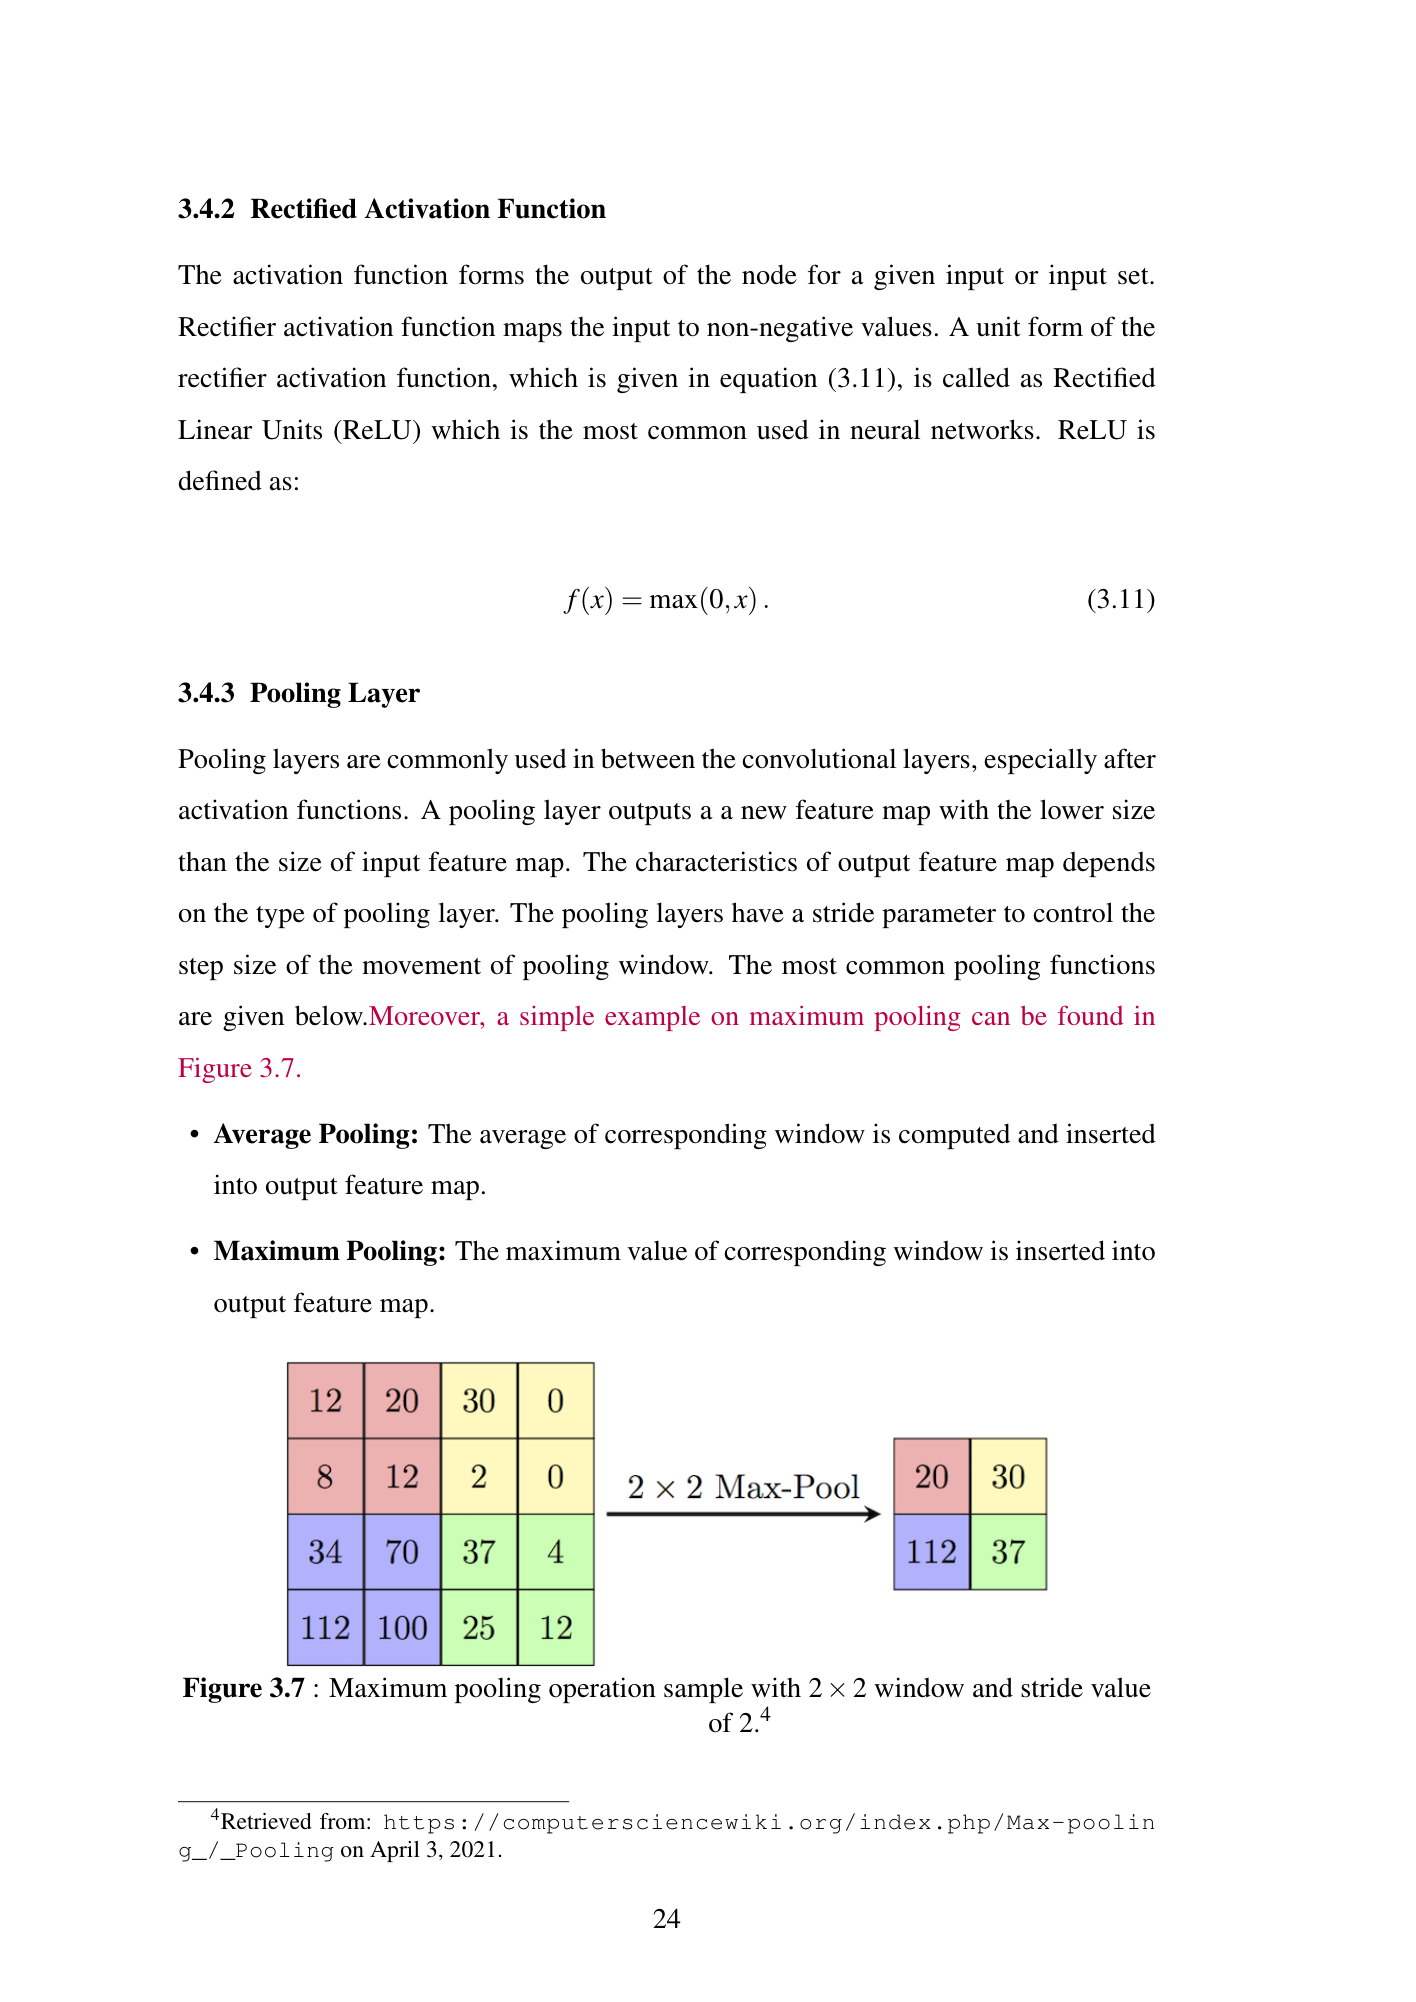 3.4.2 Rectified Activation Function
The activation function forms the output of the node for a given input or input set.
Rectifier activation function maps the input to non-negative values. A unit form of the
rectifier activation function, which is given in equation (3.11), is called as Rectified
Linear Units (ReLU) which is the most common used in neural networks. ReLU is
defined as:
f(x) = max(0,x). (3.11)
3.4.3 Pooling Layer
Pooling layers are commonly used in between the convolutional layers, especially after
activation functions. A pooling layer outputs a a new feature map with the lower size
than the size of input feature map. The characteristics of output feature map depends
on the type of pooling layer. The pooling layers have a stride parameter to control the
step size of the movement of pooling window. The most common pooling functions
are given below.Moreover, a simple example on maximum pooling can be found in
Figure 3.7.
• Average Pooling: The average of corresponding window is computed and inserted
into output feature map.
• Maximum Pooling: The maximum value of corresponding window is inserted into
output feature map.
12 20 30 0
8 12 2 0
34 70 37 4
112 100 25 12
2 × 2 Max-Pool
20 30
112 37
Figure 3.7 : Maximum pooling operation sample with 2 × 2 window and stride value
of 2.⁴
⁴Retrieved from: https://computersciencewiki.org/index.php/Max-poolin
g_/_Pooling on April 3, 2021.
24